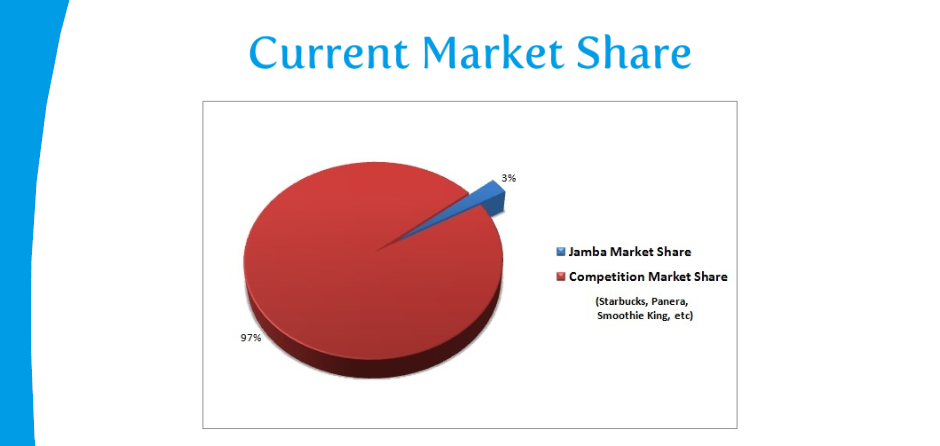 Current Market Share
3%
Jamba Market Share
Competition Market Share
(Starbucks, Panera,
Smoothie King, etc)
97%